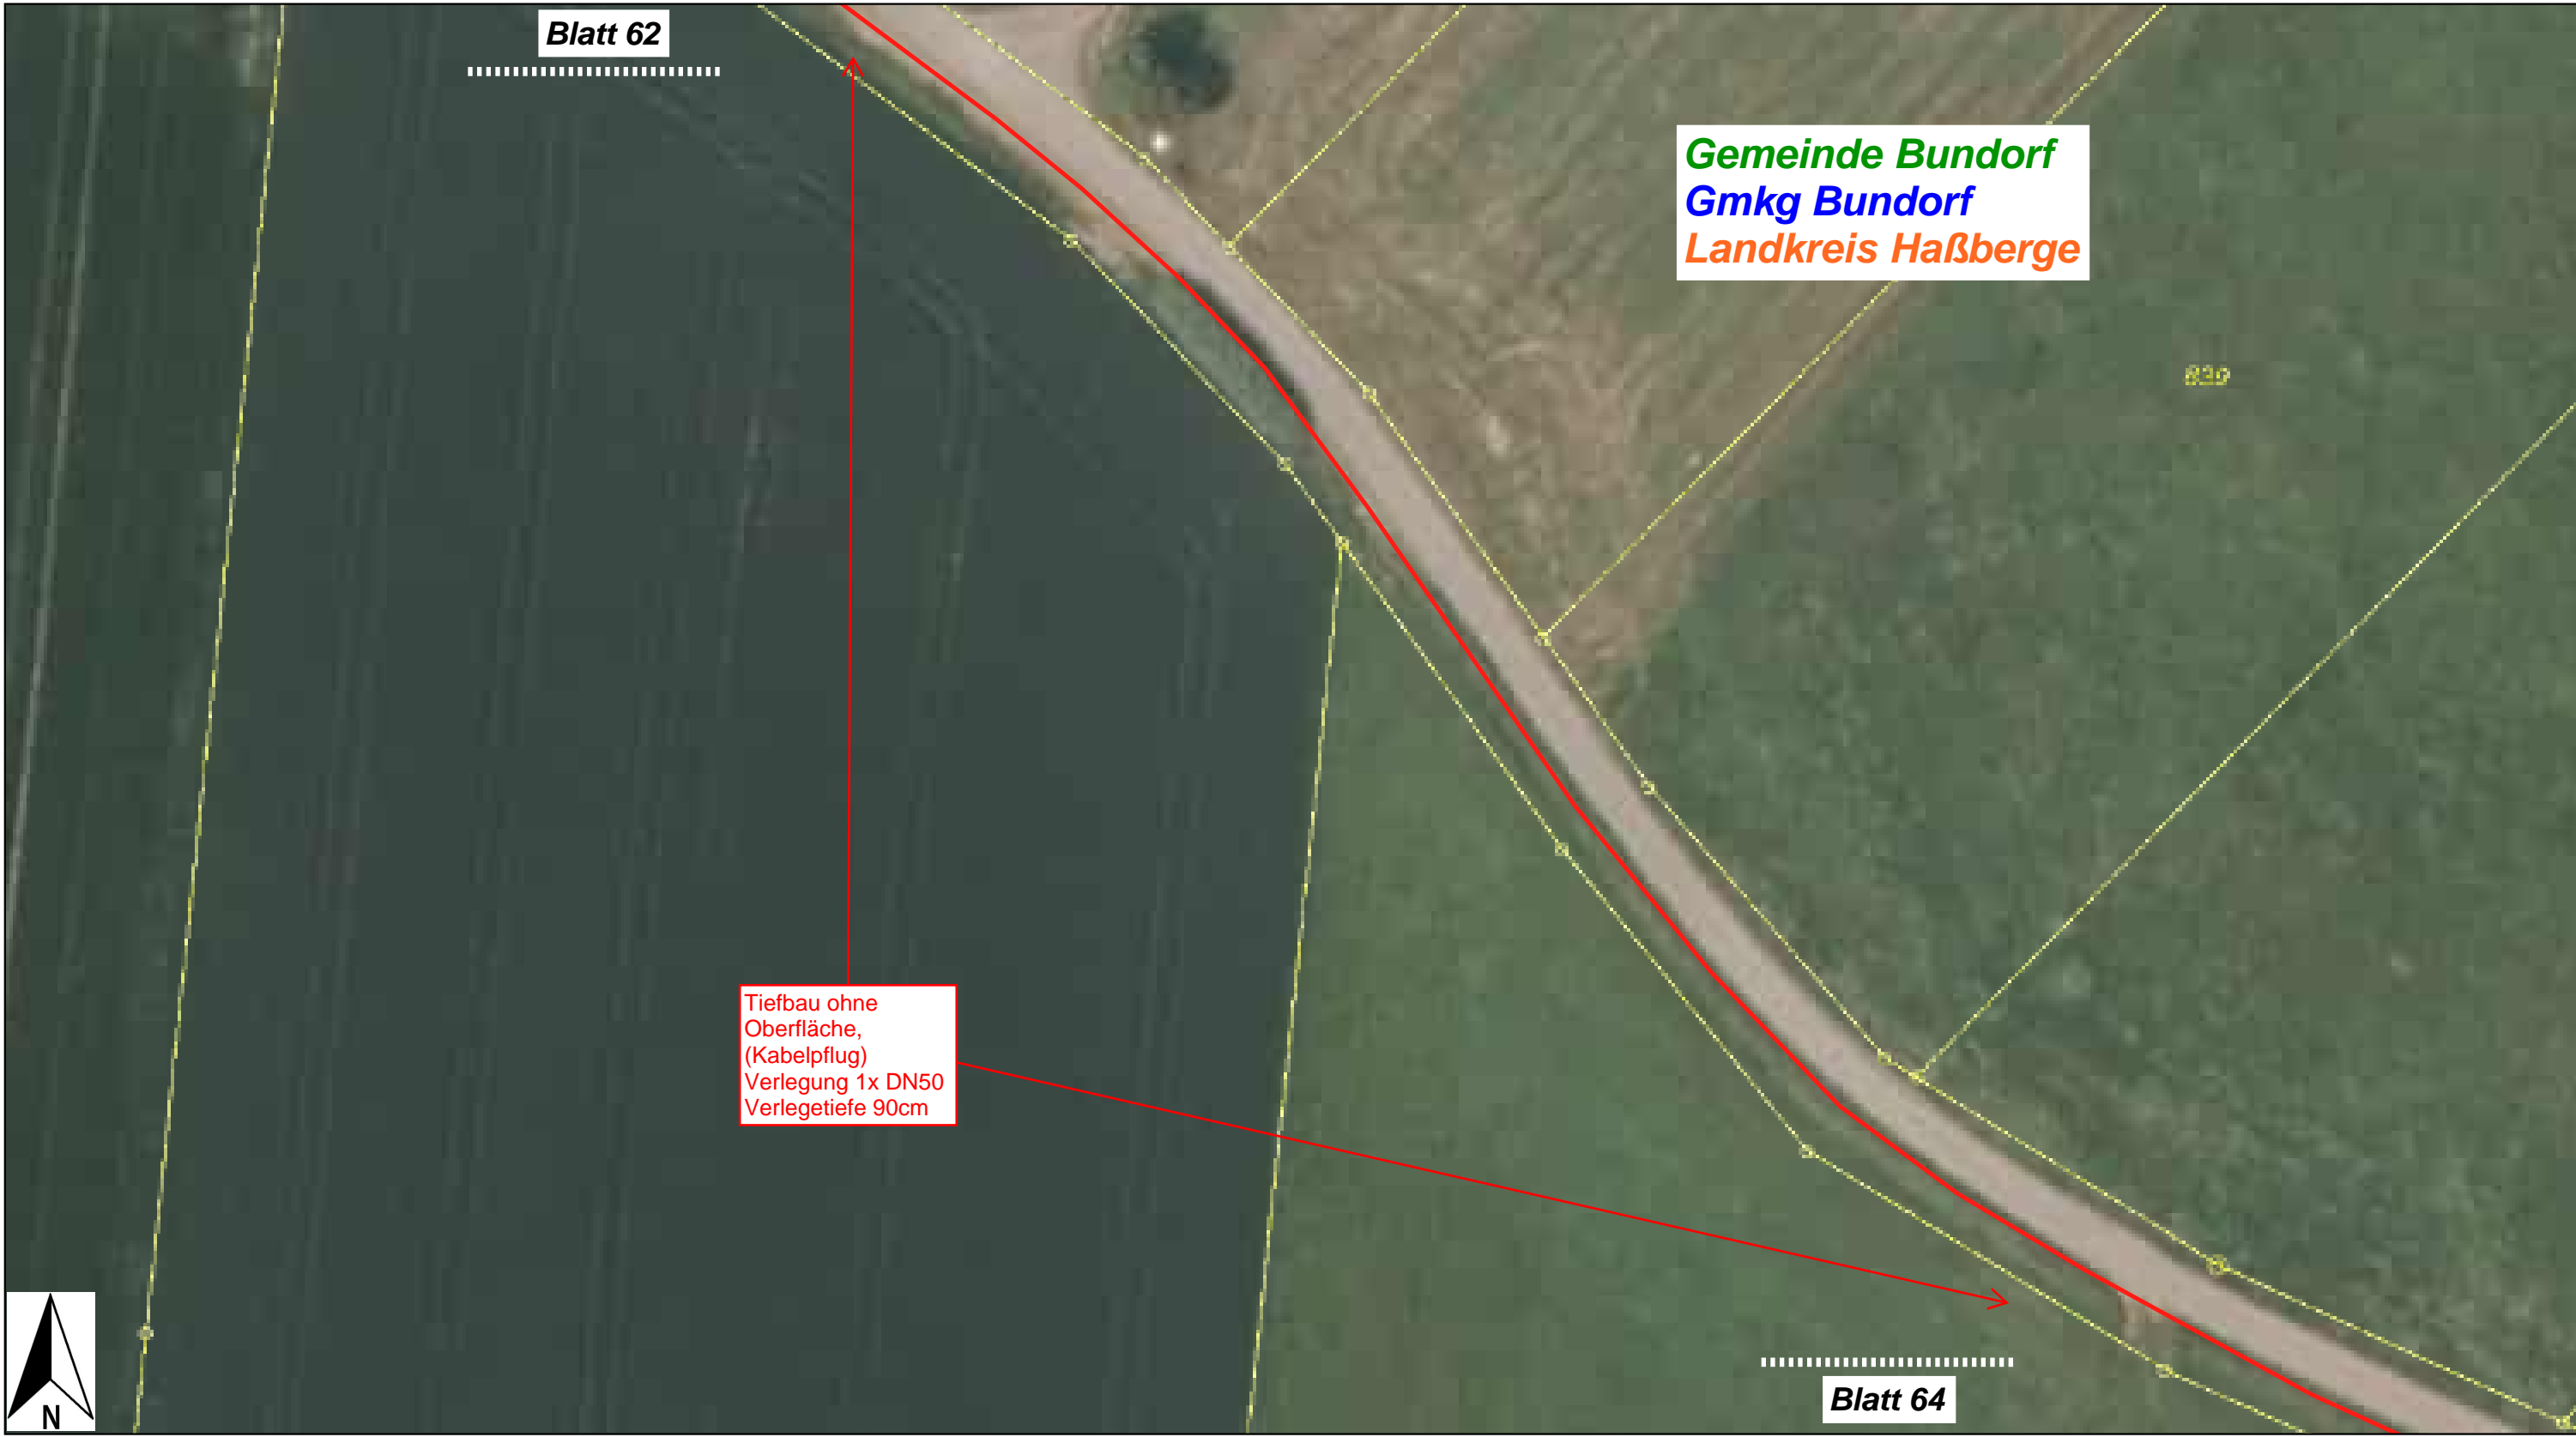 Blatt 62
Gemeinde Bundorf
Gmkg Bundorf
Landkreis Haßberge
839
Tiefbau ohne
Oberfläche,
(Kabelpflug)
Verlegung 1x DN50
Verlegetiefe 90cm
Blatt 64
N